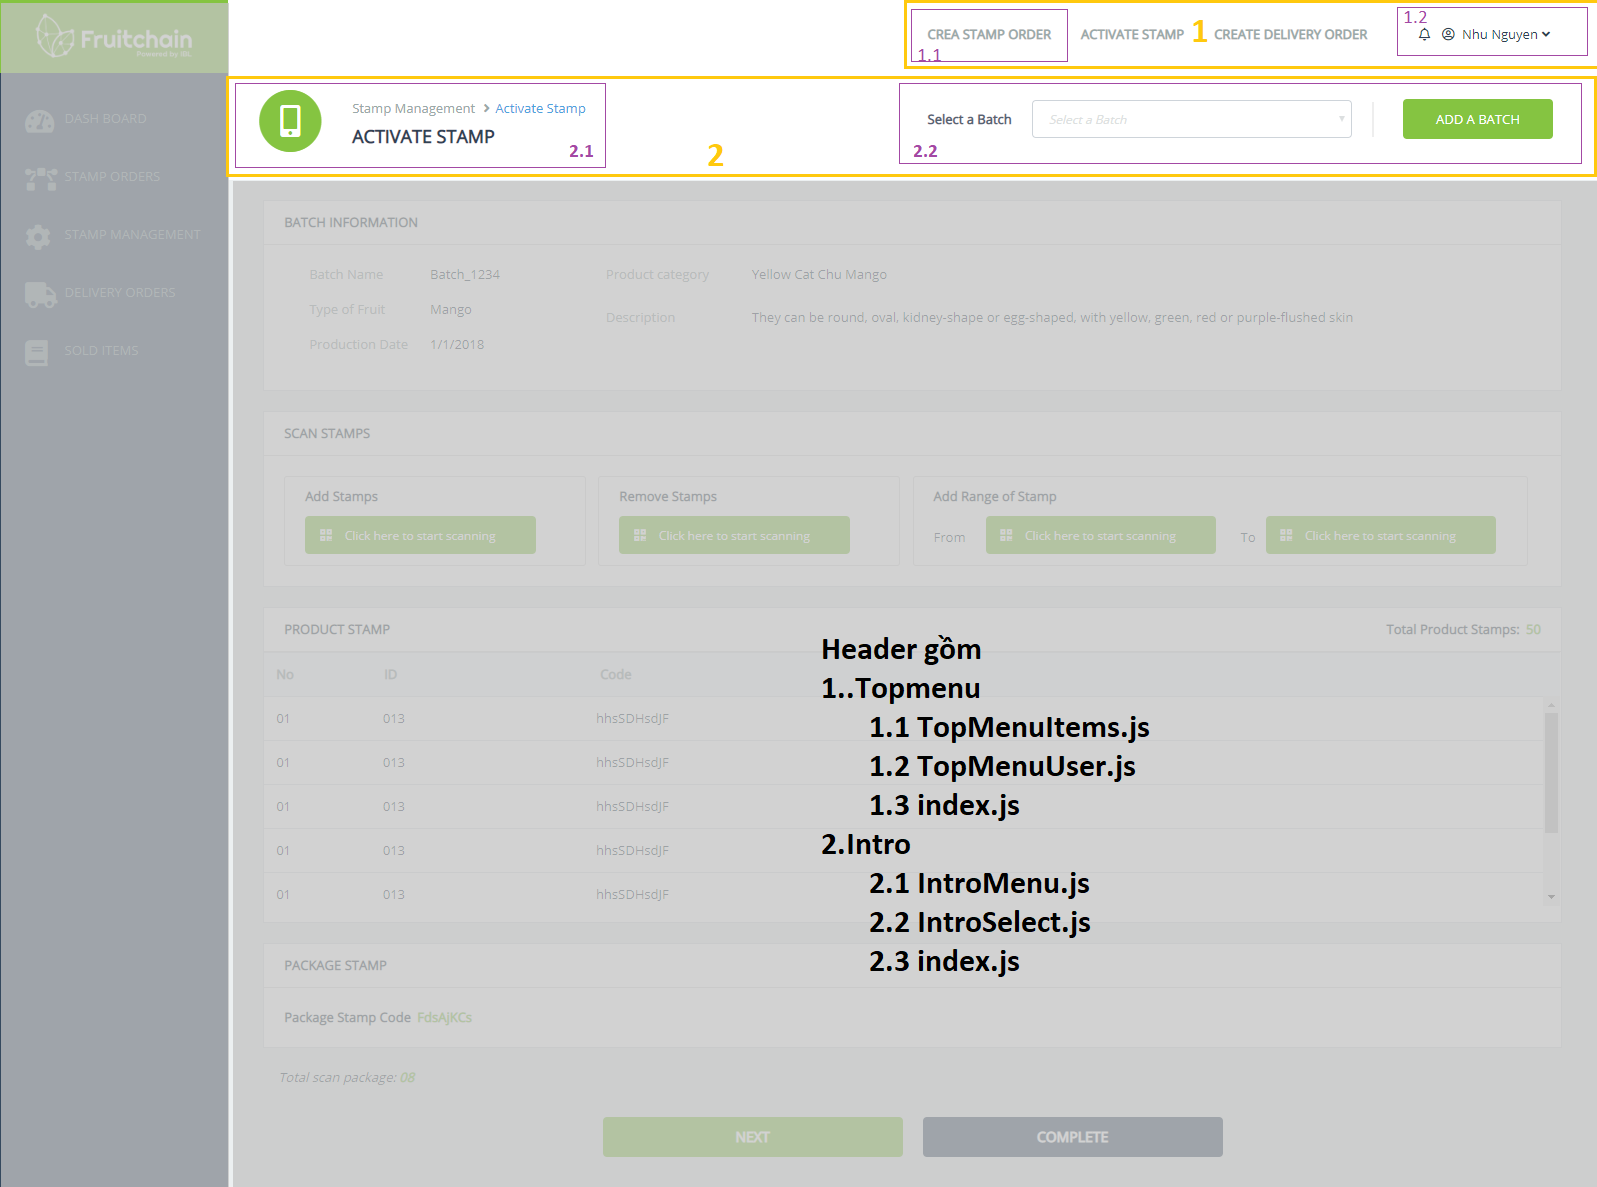 Fruitchain
Powered by ISL
CREA STAMP ORDER
1.1
ACTIVATE STAMP
1
CREATE DELIVERY ORDER
1.2
Nhu Nguyen
Stamp Management > Activate Stamp
ACTIVATE STAMP
2.1
2
Select a Batch
Select a Batch
ADD A BATCH
2.2
DASH BOARD
STAMP ORDERS
STAMP MANAGEMENT
DELIVERY ORDERS
SOLD ITEMS
BATCH INFORMATION
Batch Name Batch_1234 Product category Yellow Cat Chu Mango
Type of Fruit Mango
Description They can be round, oval, kidney-shape or egg-shaped, with yellow, green, red or purple-flushed skin
Production Date 1/1/2018
SCAN STAMPS
Add Stamps
Click here to start scanning
Remove Stamps
Click here to start scanning
Add Range of Stamp
From Click here to start scanning To Click here to start scanning
PRODUCT STAMP
Total Product Stamps: 50
No ID Code
01 013 hhsSDHsdJF
01 013 hhsSDHsdJF
01 013 hhsSDHsdJF
01 013 hhsSDHsdJF
01 013 hhsSDHsdJF
Header gồm
1..Topmenu
1.1 TopMenuItems.js
1.2 TopMenuUser.js
1.3 index.js
2.Intro
2.1 IntroMenu.js
2.2 IntroSelect.js
2.3 index.js
PACKAGE STAMP
Package Stamp Code FdsAjKCs
Total scan package: 08
NEXT
COMPLETE